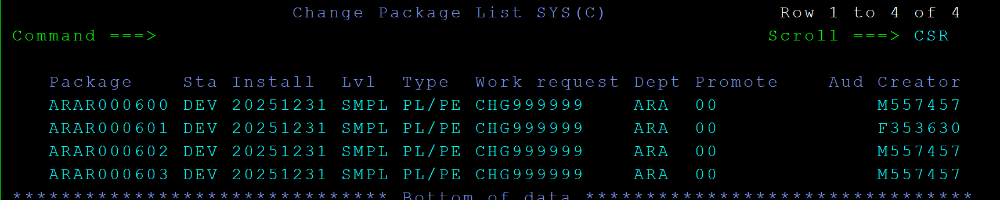 Change Package List SYS(C) Row 1 to 4 of 4
Command ===> Scroll ===> CSR
Package Sta Install Lvl Type Work request Dept Promote Aud Creator
ARAR000600 DEV 20251231 SMPL PL/PE CHG999999 ARA 00 M557457
ARAR000601 DEV 20251231 SMPL PL/PE CHG999999 ARA 00 F353630
ARAR000602 DEV 20251231 SMPL PL/PE CHG999999 ARA 00 M557457
ARAR000603 DEV 20251231 SMPL PL/PE CHG999999 ARA 00 M557457
******************************* Bottom of data ********************************